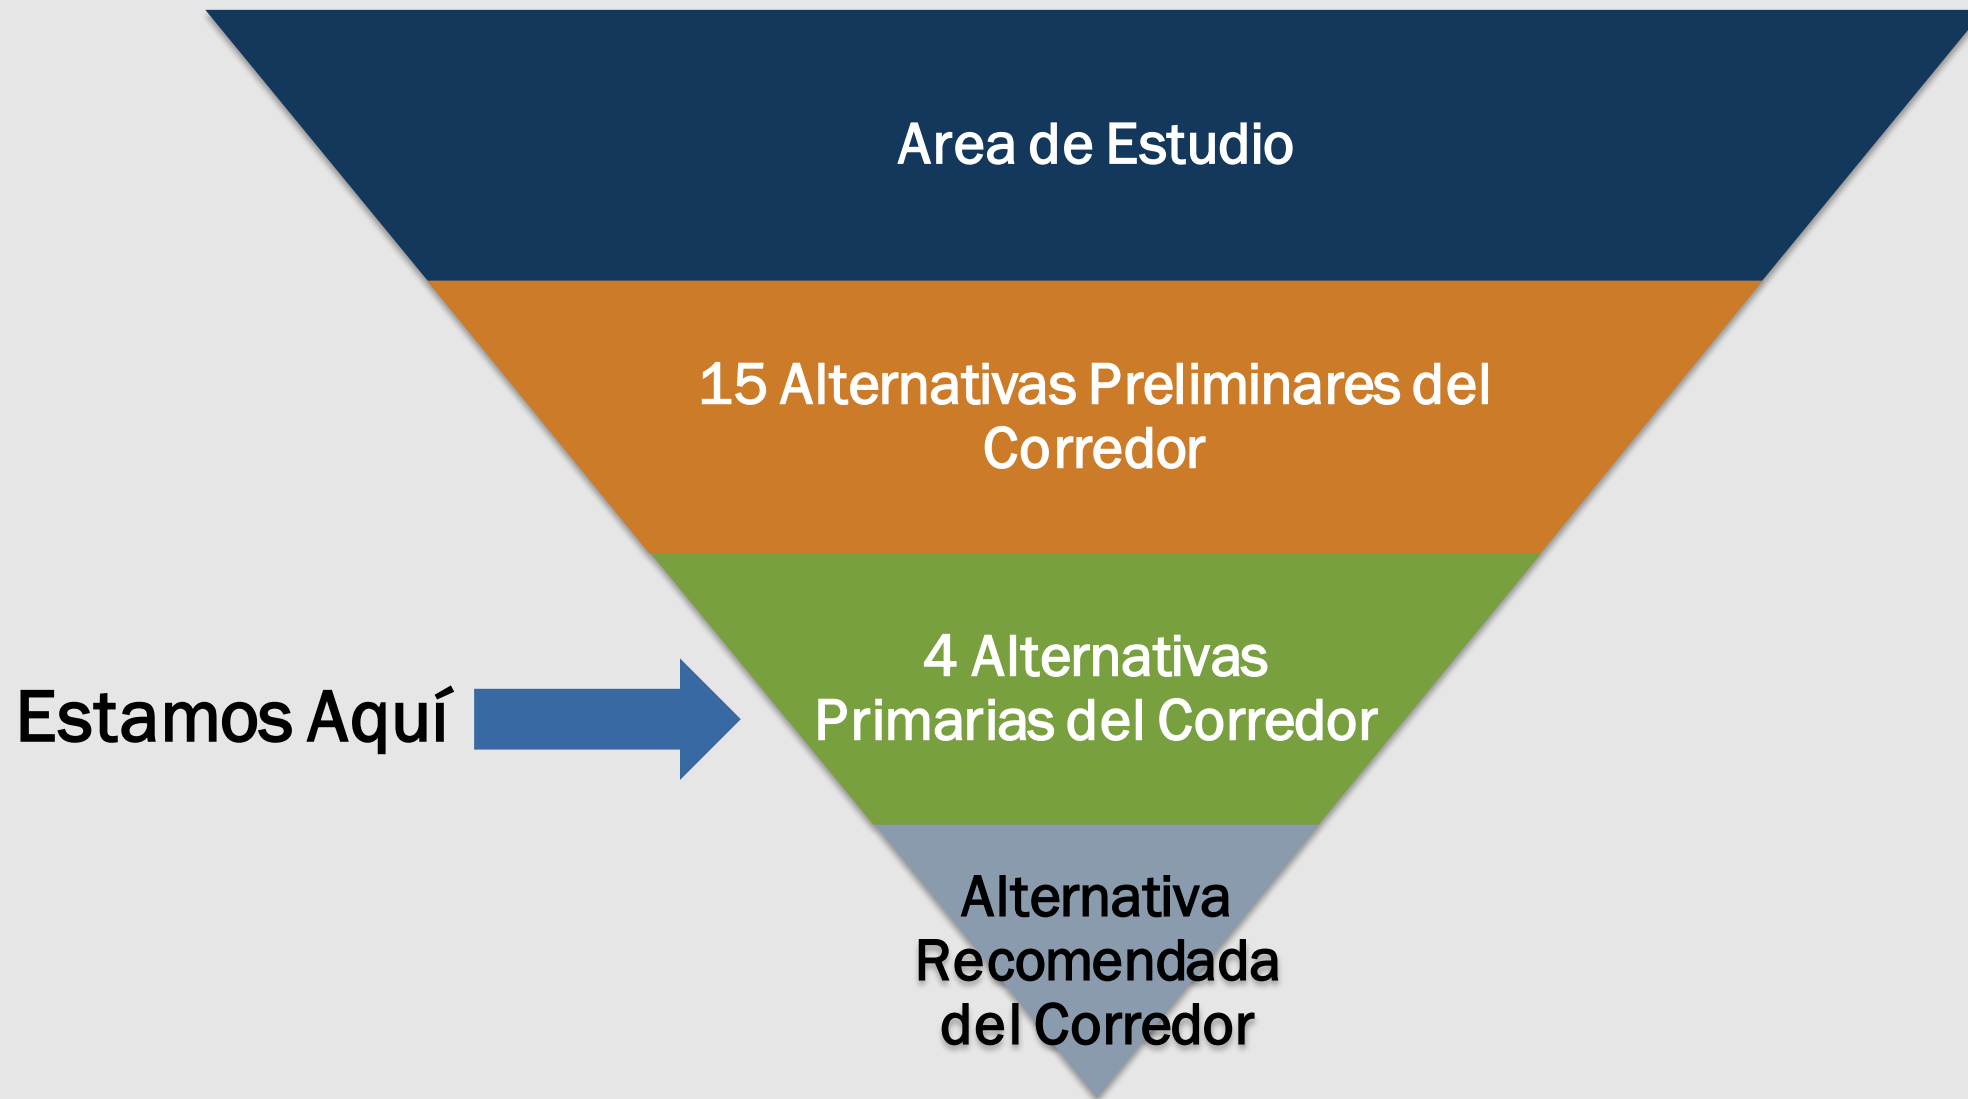 Area de Estudio
15 Alternativas Preliminares del
Corredor
4 Alternativas
Primarias del Corredor
Estamos Aquí
Alternativa
Recomendada
del Corredor